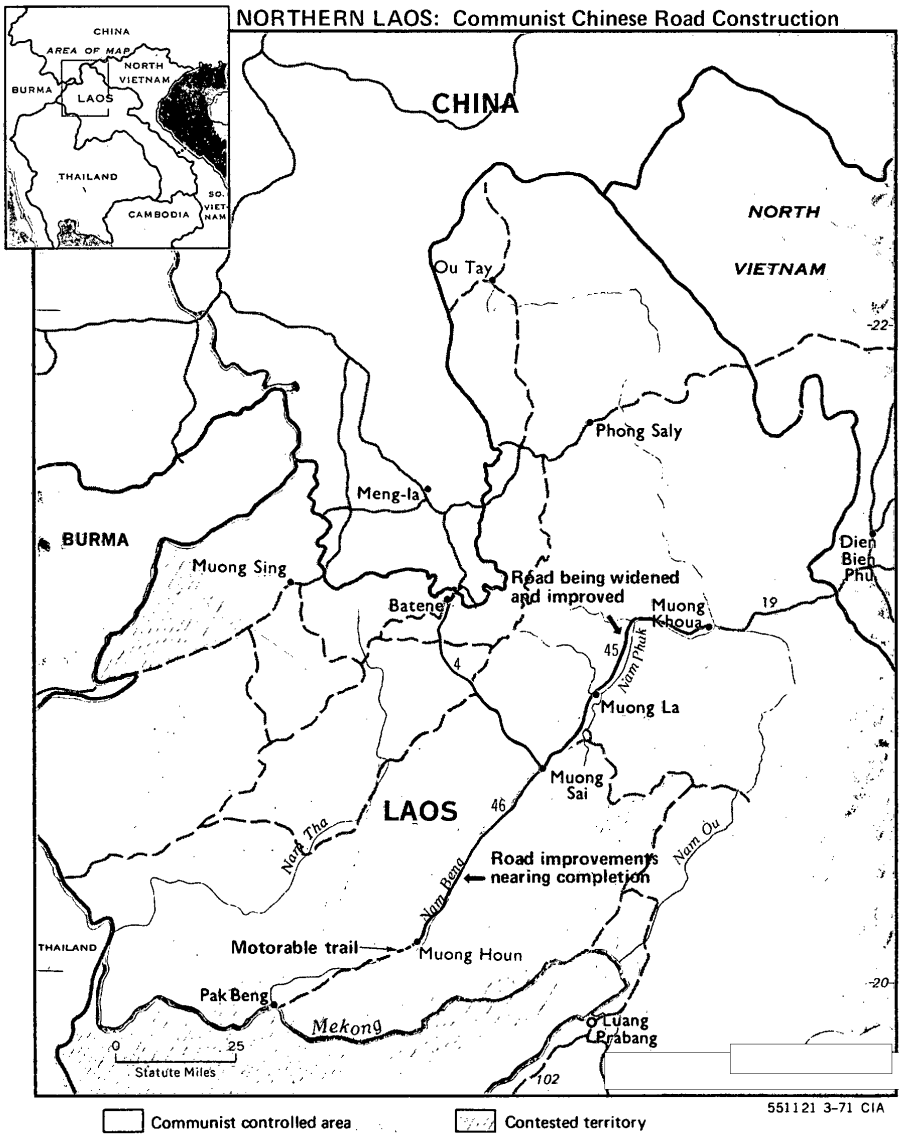 NORTHERN LAOS: Communist Chinese Road Construction
CHINA
AREA OF MAP
NORTH
VIETNAM
BURMA
LAOS
THAILAND
CAMBODIA
SO.
VIET-
NAM
CHINA
NORTH
VIETNAM
Ou Tay
22
Phong Saly
Meng-la
BURMA
Dien
Bien
Phu
Muong Sing
Road being widened
and improved
Batene
Muong
Khoua
19
45
Nam Phak
4
Muong La
Muong
Sai
46
LAOS
Nam Tha
Nam Ou
Road improvements
nearing completion
Nam Beng
THAILAND
Motorable trail
Muong Houn
20
Pak Beng
Mekong
Luang
Prabang
0 25
Statute Miles
102
551121 3-71 CIA
Communist controlled area
Contested territory